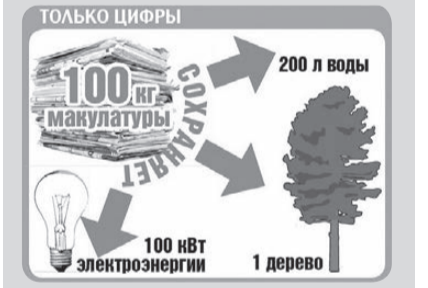 ТОЛЬКО ЦИФРЫ
100 кг
макулатуры
СОХРАНЯЕТ
200 л воды
100 кВт
электроэнергии
1 дерево